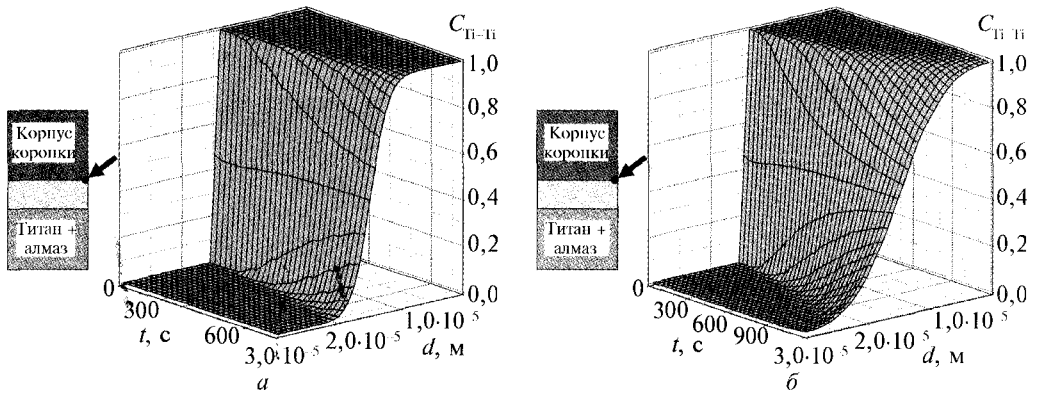 C Ti–Ti
1,0
0,8
0,6
0,4
0,2
0,0
Корпус
коронки
Титан +
алмаз
0
300
600
t, с
3,0·10⁻⁵
2,0·10⁻⁵
1,0·10⁻⁵
d, м
а
C Ti–Ti
1,0
0,8
0,6
0,4
0,2
0,0
Корпус
коронки
Титан +
алмаз
0
300
600
900
t, с
3,0·10⁻⁵
2,0·10⁻⁵
1,0·10⁻⁵
d, м
б